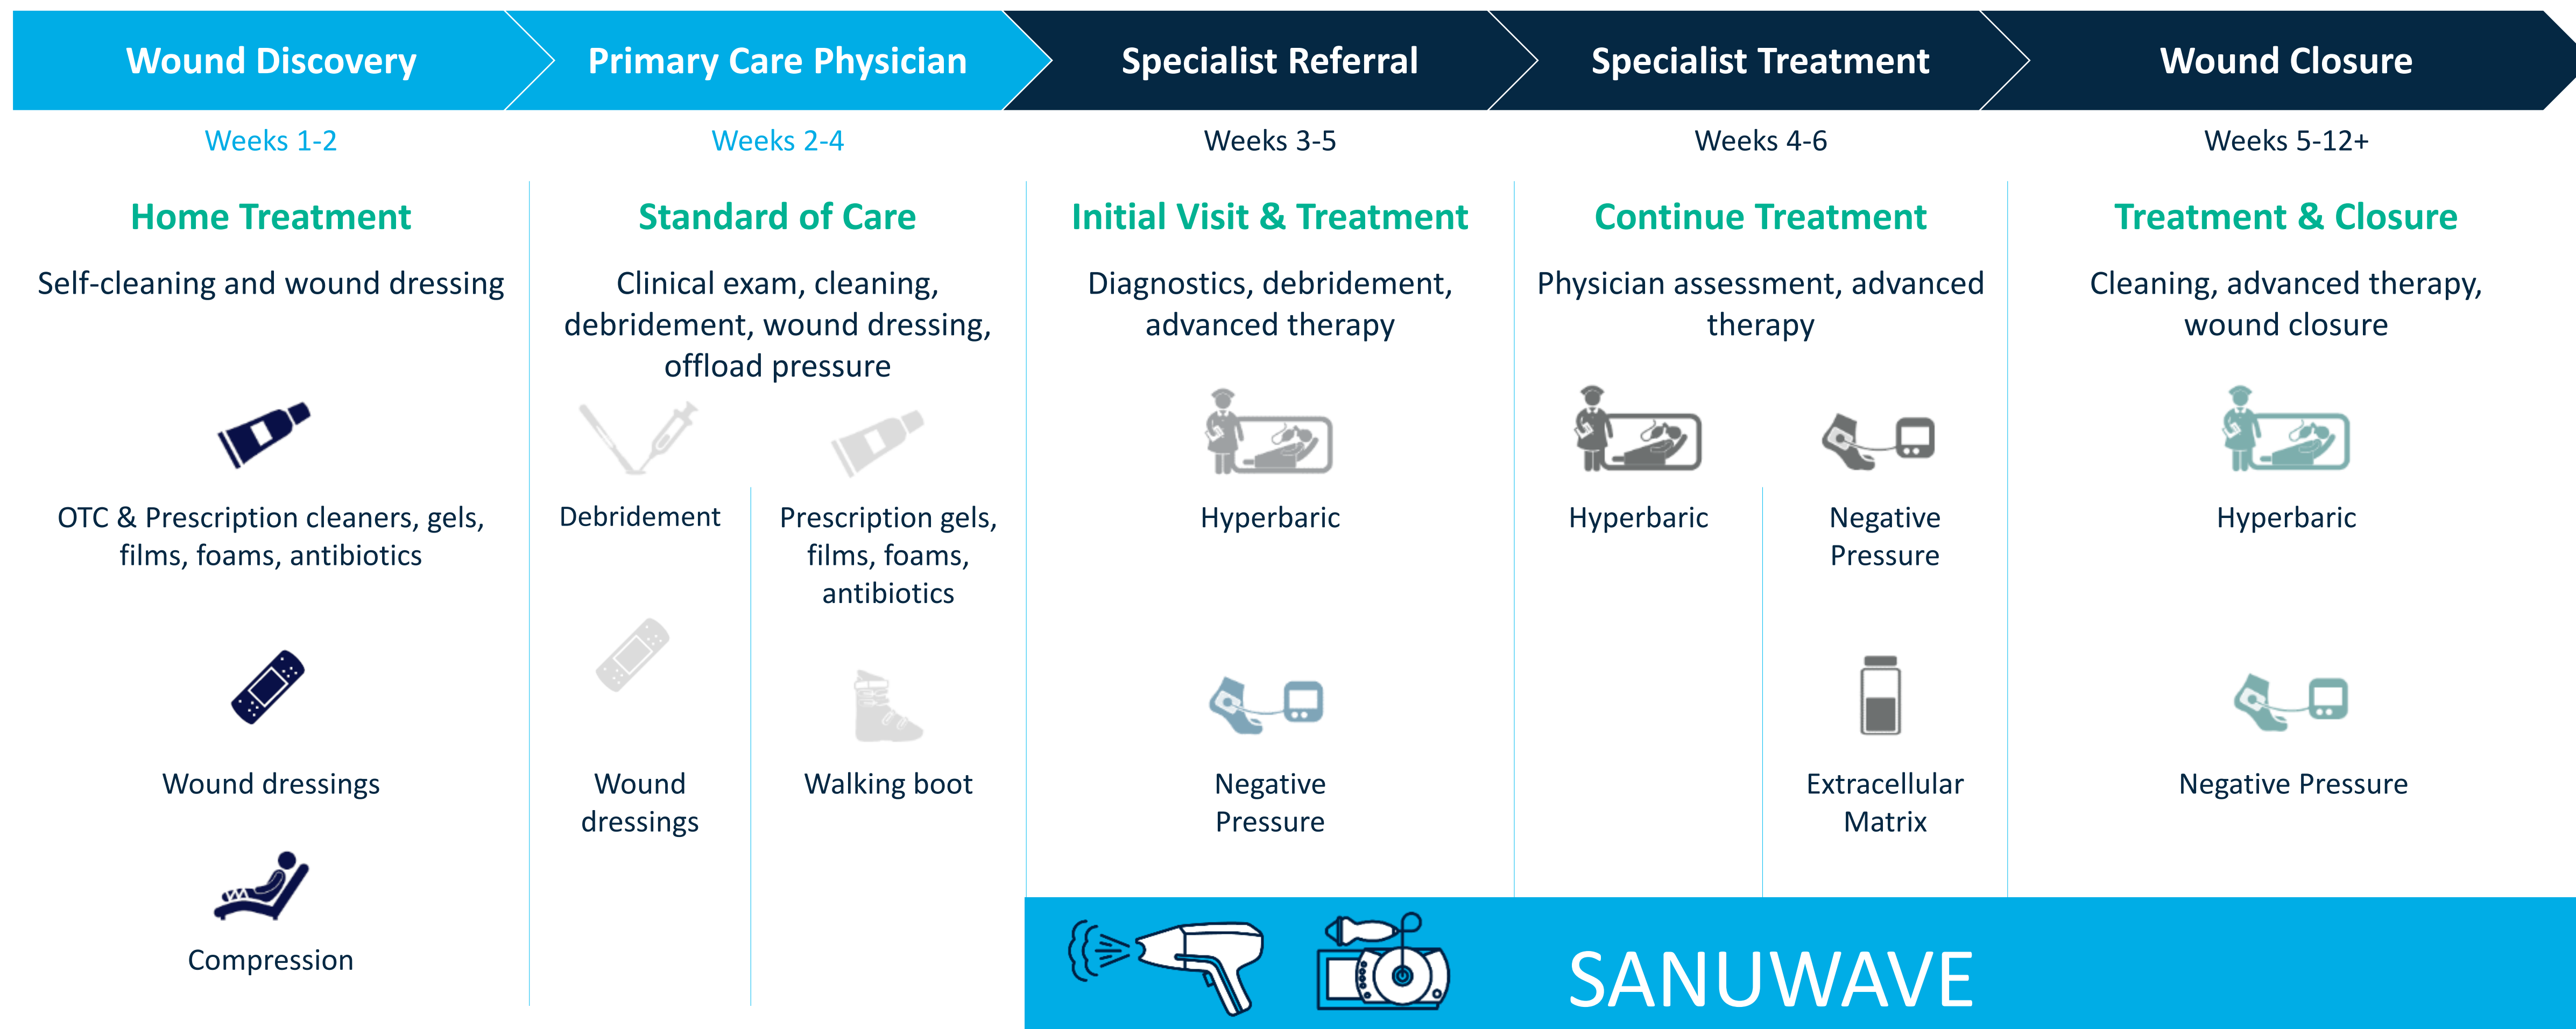 Wound Discovery
Primary Care Physician
Specialist Referral
Specialist Treatment
Wound Closure
Weeks 1-2
Weeks 2-4
Weeks 3-5
Weeks 4-6
Weeks 5-12+
Home Treatment
Self-cleaning and wound dressing
OTC & Prescription cleaners, gels,
films, foams, antibiotics
Wound dressings
Compression
Standard of Care
Clinical exam, cleaning,
debridement, wound dressing,
offload pressure
Debridement
Wound
dressings
Prescription gels,
films, foams,
antibiotics
Walking boot
Initial Visit & Treatment
Diagnostics, debridement,
advanced therapy
Hyperbaric
Negative
Pressure
Continue Treatment
Physician assessment, advanced
therapy
Hyperbaric
Negative
Pressure
Extracellular
Matrix
Treatment & Closure
Cleaning, advanced therapy,
wound closure
Hyperbaric
Negative Pressure
SANUWAVE